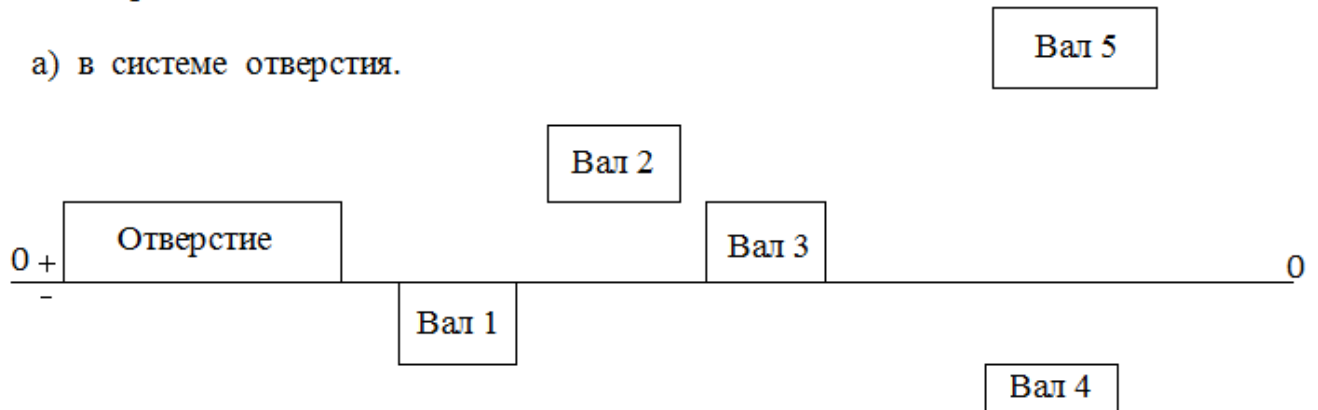 Вал 5
а) в системе отверстия.
Вал 2
Отверстие
Вал 3
0 +
0
-
Вал 1
Вал 4